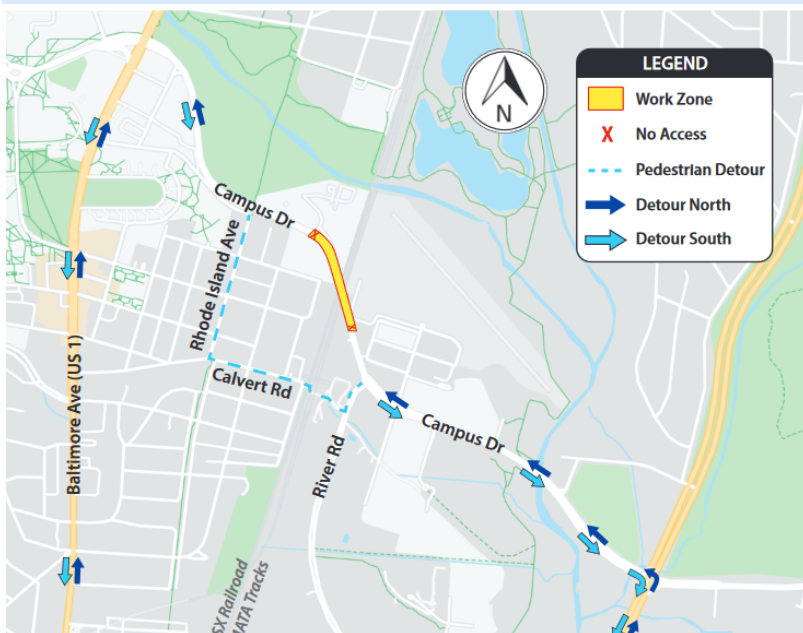 LEGEND
Work Zone
X No Access
Pedestrian Detour
Detour North
Detour South
N
Campus Dr
Rhode Island Ave
Calvert Rd
Baltimore Ave (US 1)
River Rd
Campus Dr
SX Railroad
MATA Tracks